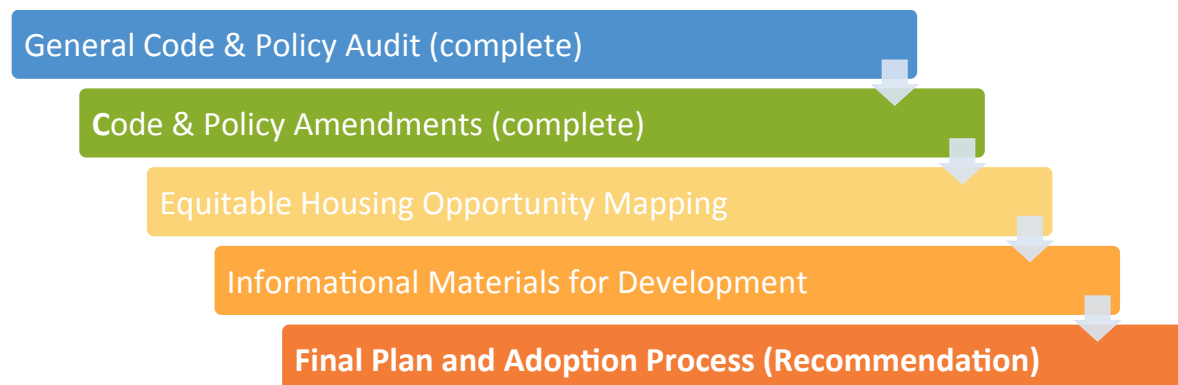 General Code & Policy Audit (complete)
Code & Policy Amendments (complete)
Equitable Housing Opportunity Mapping
Informational Materials for Development
Final Plan and Adoption Process (Recommendation)